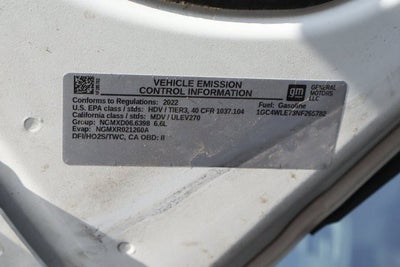 VEHICLE EMISSION
CONTROL INFORMATION
gm
GENERAL
MOTORS
LLC
Conforms to Regulations: 2022
Fuel: Gasoline
U.S. EPA class / stds: HDV / TIER3, 40 CFR 1037.104
California class / stds: MDV / ULEV270
Group: NCMXD06.6398 6.6L
Evap: NGMXR021260A
DFI/HO2S/TWC, CA OBD: II